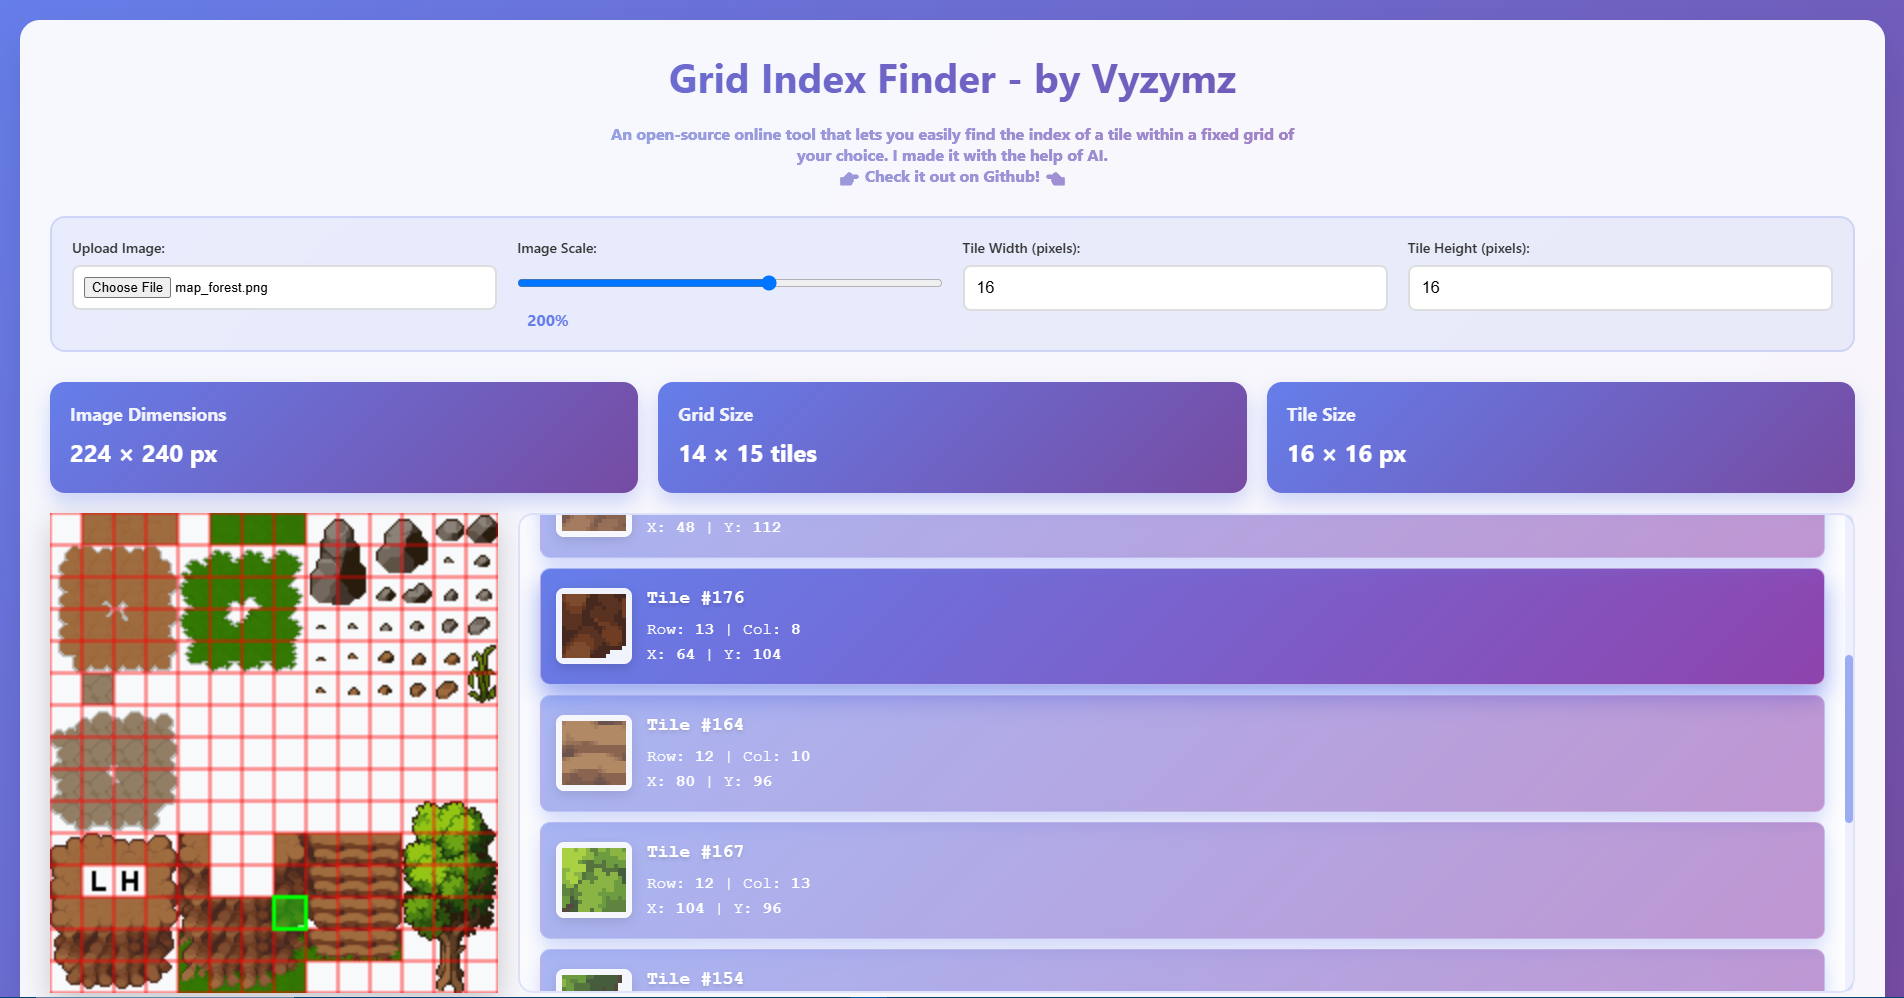 Grid Index Finder - by Vyzymz
An open-source online tool that lets you easily find the index of a tile within a fixed grid of
your choice. I made it with the help of AI.
Check it out on Github!
Upload Image:
Choose File map_forest.png
Image Scale:
200%
Tile Width (pixels):
16
Tile Height (pixels):
16
Image Dimensions
224 × 240 px
Grid Size
14 × 15 tiles
Tile Size
16 × 16 px
L H
X: 48 | Y: 112
Tile #176
Row: 13 | Col: 8
X: 64 | Y: 104
Tile #164
Row: 12 | Col: 10
X: 80 | Y: 96
Tile #167
Row: 12 | Col: 13
X: 104 | Y: 96
Tile #154